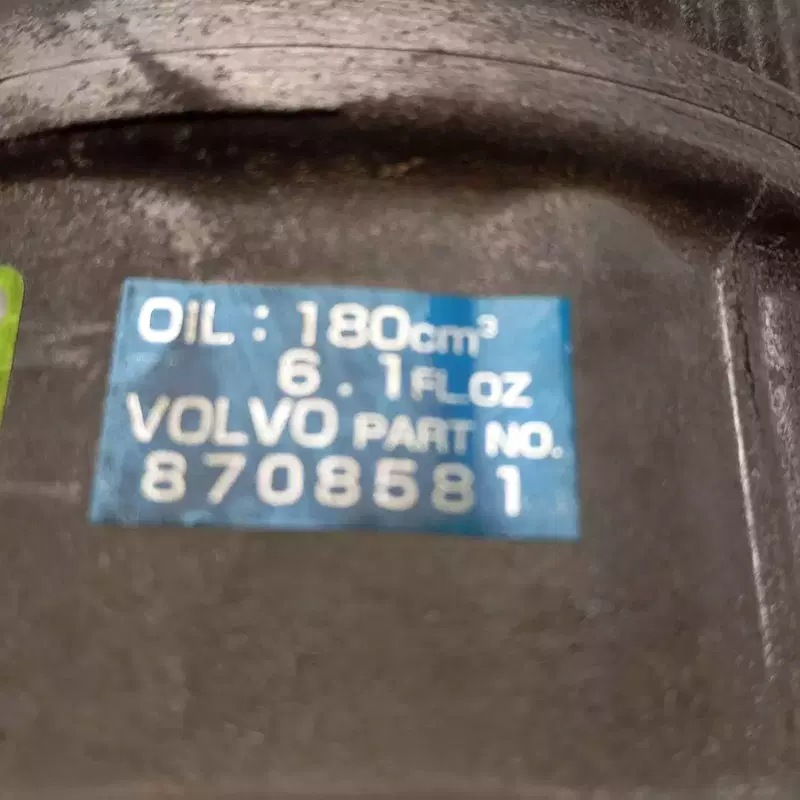 OIL : 180cm³
6.1FL.OZ
VOLVO PART NO.
8708581